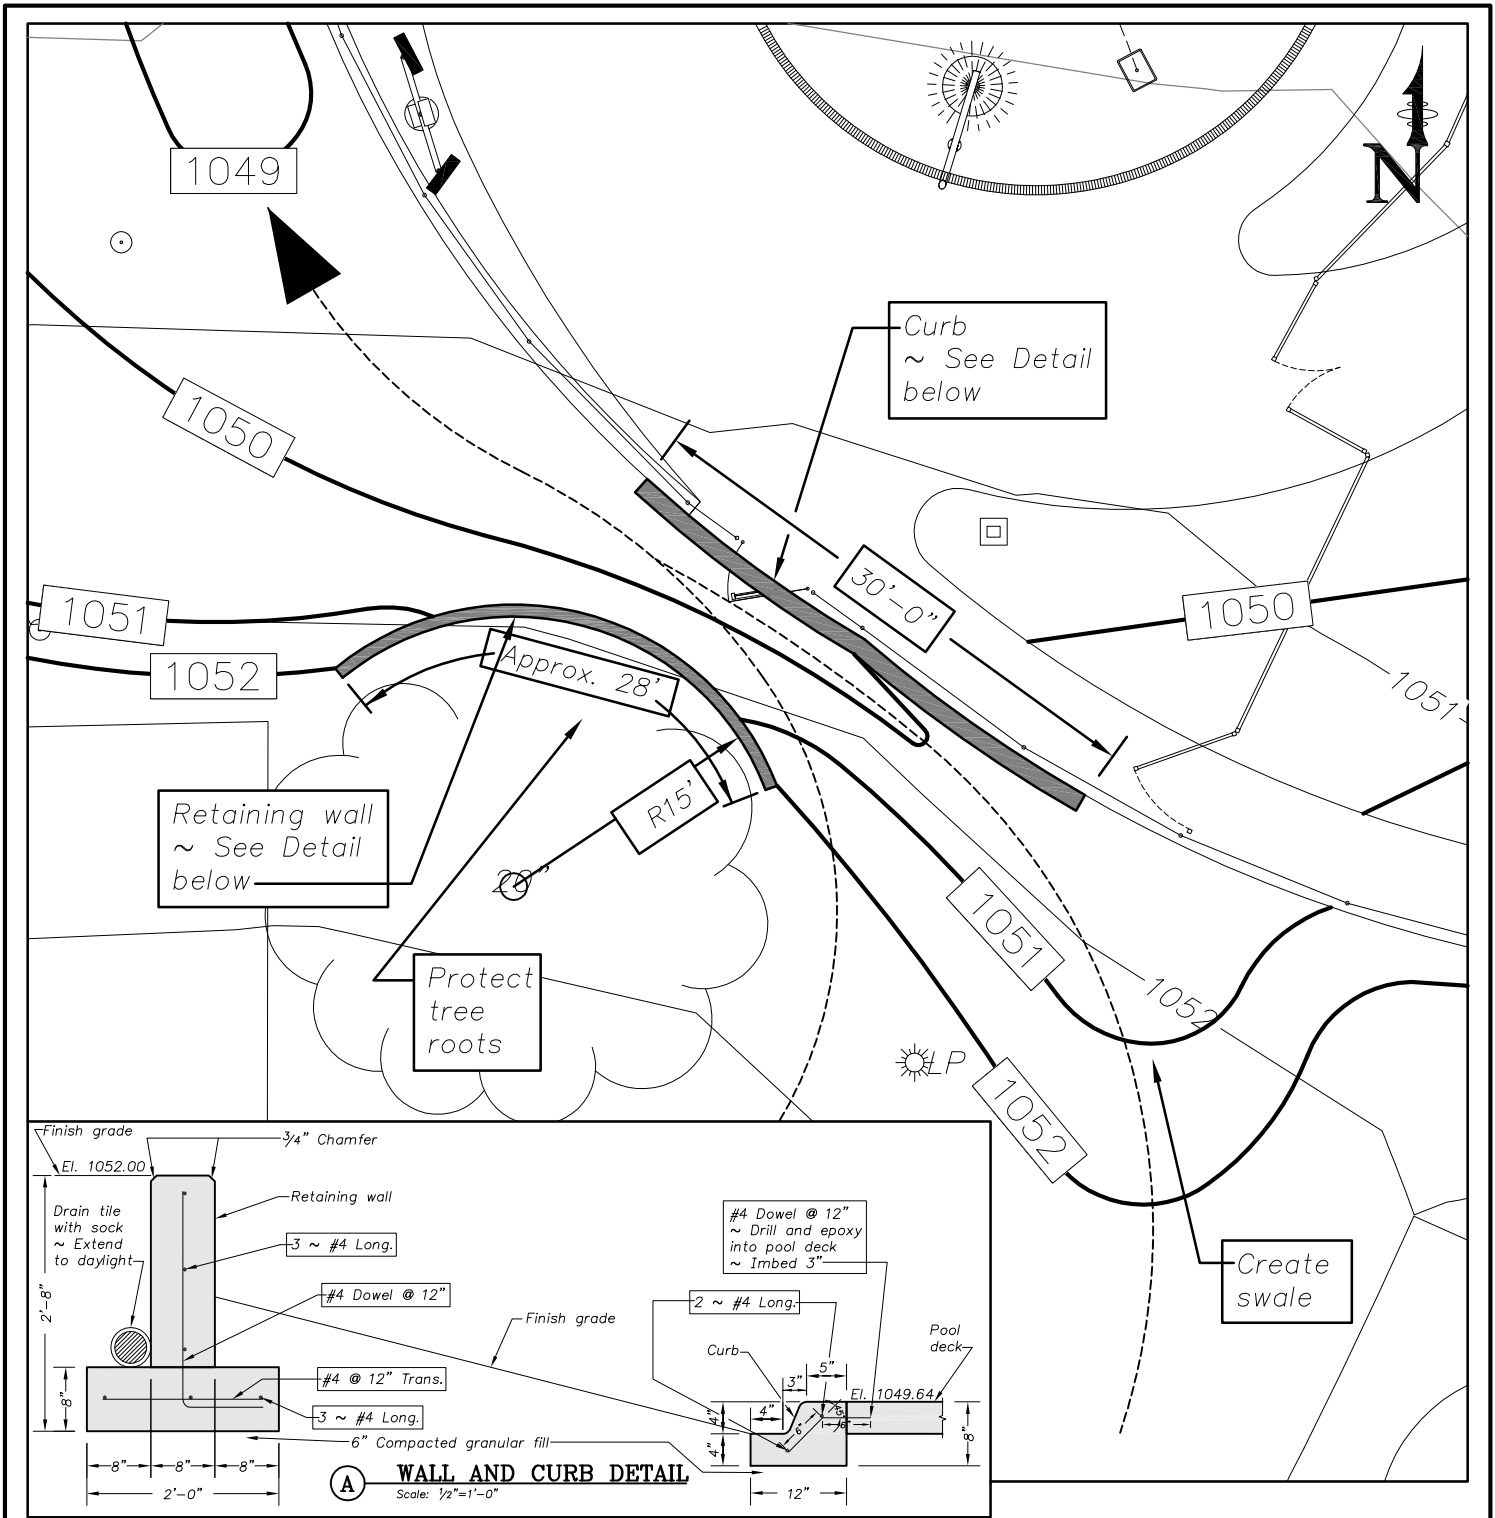 1049
N
Curb
~ See Detail
below
1050
30'-0"
1050
1051
1052
Approx. 28'
1051
Retaining wall
~ See Detail
below
R15'
20"
1051
Protect
tree
roots
1052
LP
1052
Create
swale
Finish grade
3/4" Chamfer
El. 1052.00
Retaining wall
Drain tile
with sock
~ Extend
to daylight
3 ~ #4 Long.
#4 Dowel @ 12"
2'-8"
8"
#4 @ 12" Trans.
3 ~ #4 Long.
6" Compacted granular fill
8"
8"
8"
2'-0"
Finish grade
#4 Dowel @ 12"
~ Drill and epoxy
into pool deck
~ Imbed 3"
2 ~ #4 Long.
Pool
deck
Curb
5"
3"
El. 1049.64
4"
4"
4"
6"
45°
6"
8"
12"
A
WALL AND CURB DETAIL
Scale: 1/2"=1'-0"